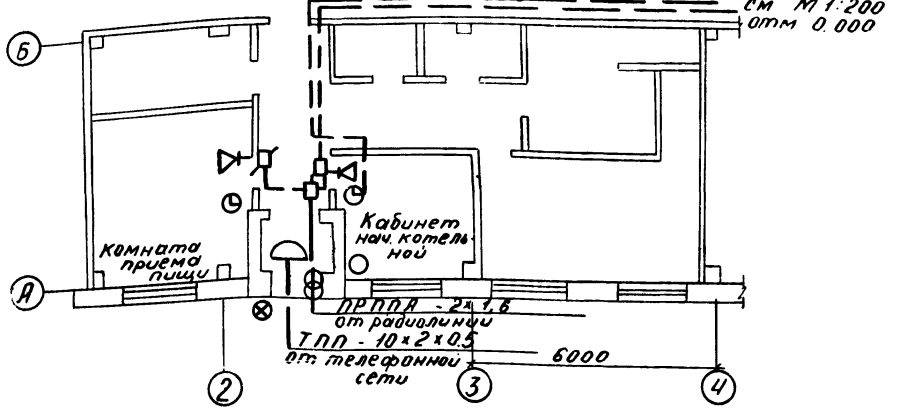 см М 1:200
отм 0.000
Б
Комната
приема
пищи
Кабинет
нач. котель-
ной
А
ПРППА - 2×1,6
от радиолинии
ТПП - 10×2×0.5
от телефонной
сети
6000
2
3
4